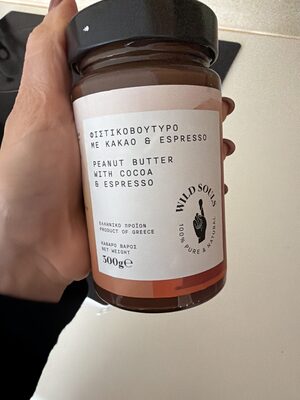 ΦΙΣΤΙΚΟΒΟΥΤΥΡΟ
ΜΕ ΚΑΚΑΟ & ESPRESSO
PEANUT BUTTER
WITH COCOA
& ESPRESSO
ΕΛΛΗΝΙΚΟ ΠΡΟΪΟΝ
PRODUCT OF GREECE
ΚΑΘΑΡΟ ΒΑΡΟΣ
NET WEIGHT
300g℮
WILD SOULS
100% PURE & NATURAL